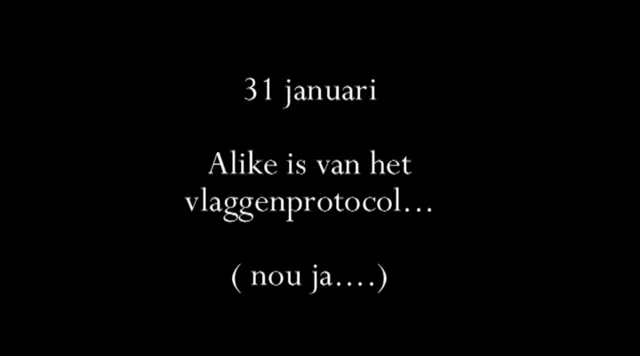 31 januari
Alike is van het
vlaggenprotocol...
( nou ja....)